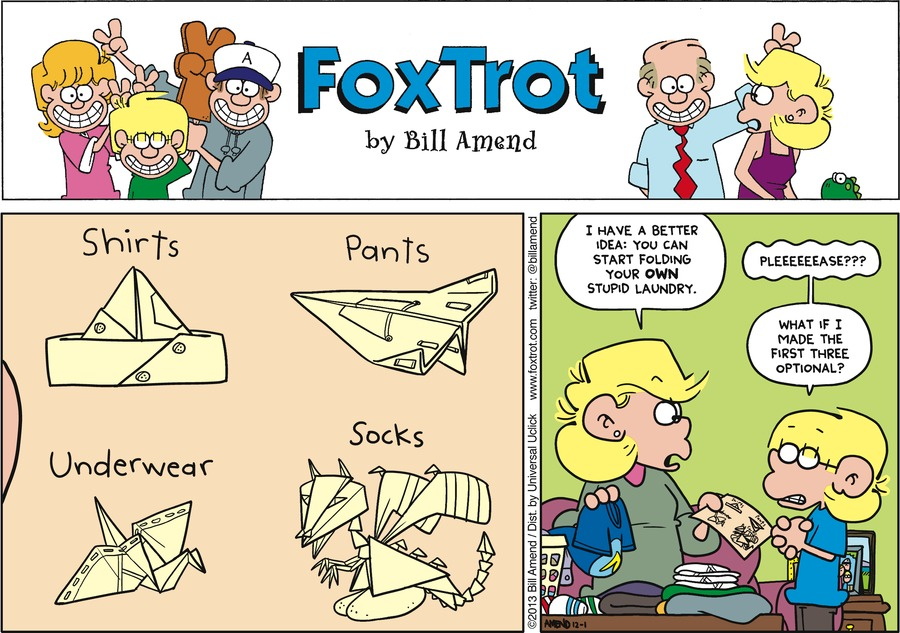 A
FoxTrot
by Bill Amend
Shirts
Pants
Underwear
Socks
©2013 Bill Amend / Dist. by Universal Uclick www.foxtrot.com twitter: @billamend
I HAVE A BETTER
IDEA: YOU CAN
START FOLDING
YOUR OWN
STUPID LAUNDRY.
PLEEEEEEASE???
WHAT IF I
MADE THE
FIRST THREE
OPTIONAL?
AMEND 12-1